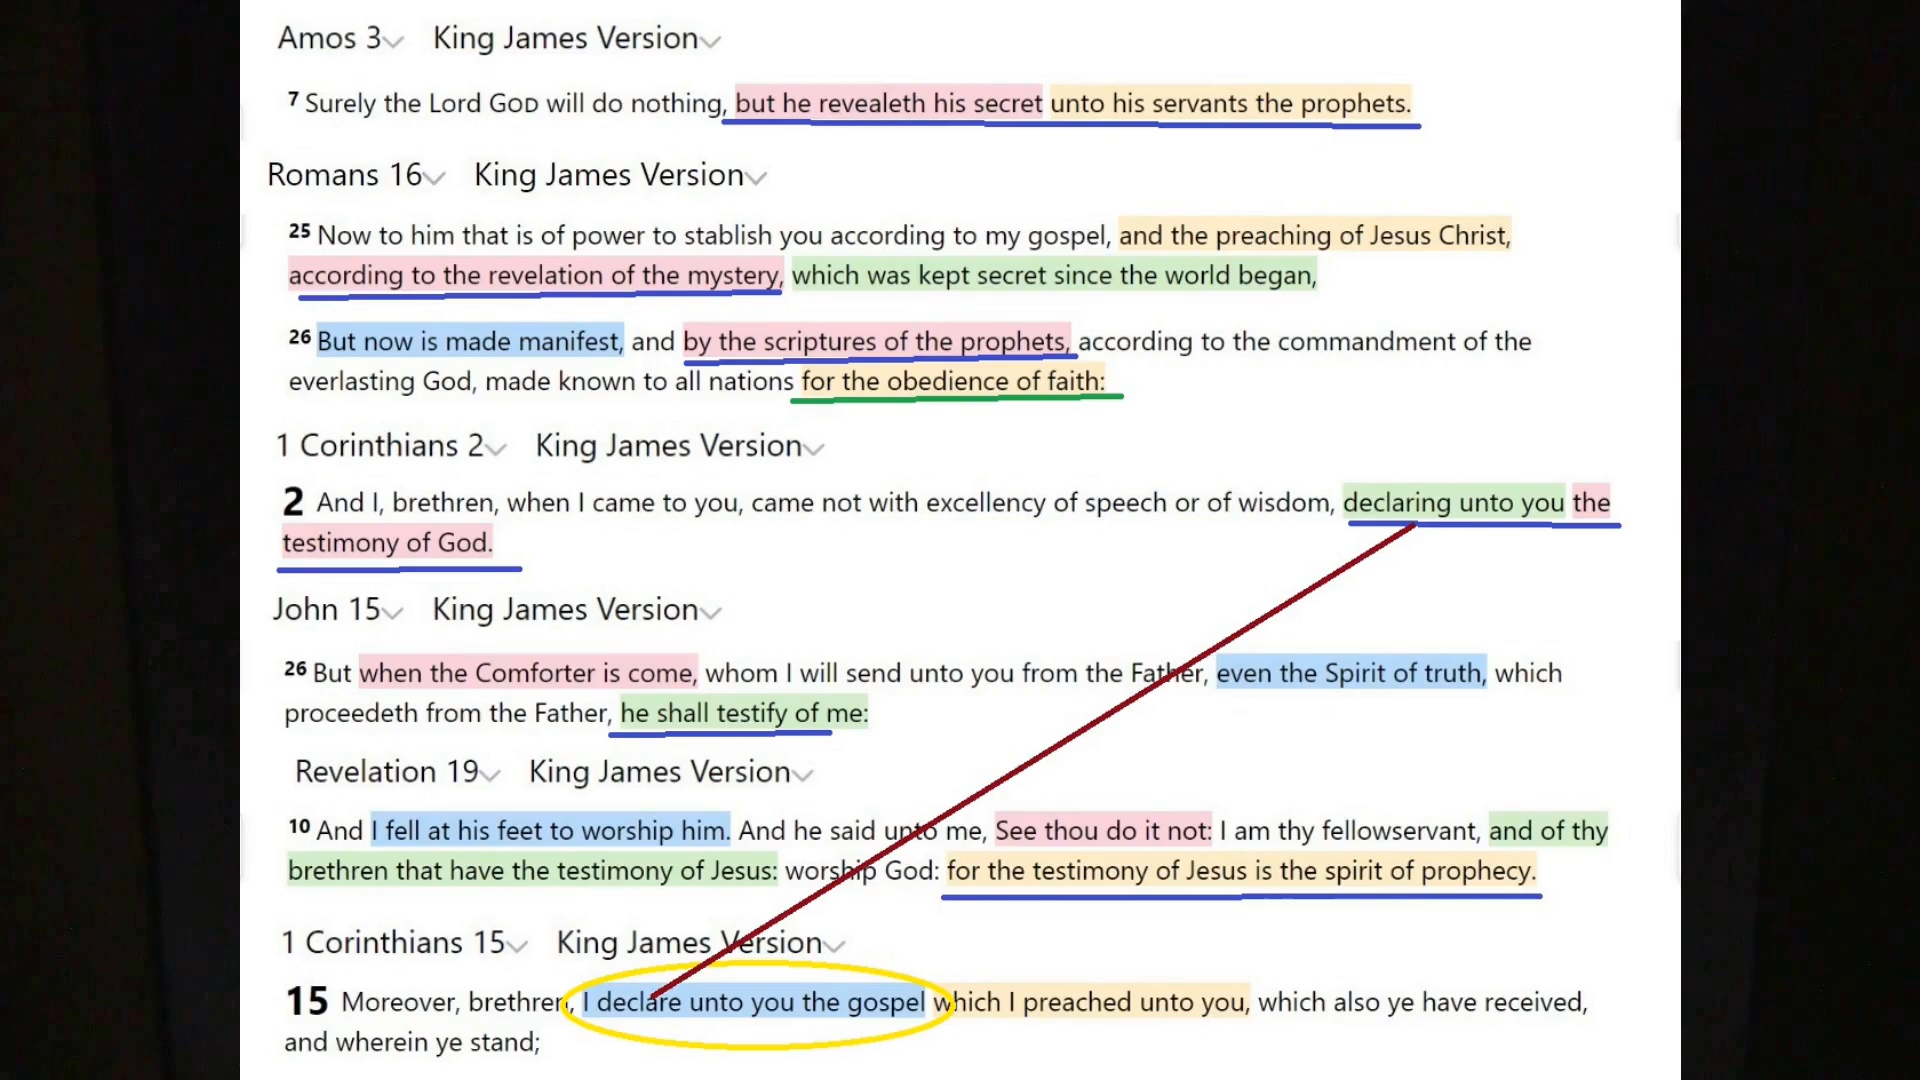 Amos 3 King James Version
7 Surely the Lord GOD will do nothing, but he revealeth his secret unto his servants the prophets.
Romans 16 King James Version
25 Now to him that is of power to stablish you according to my gospel, and the preaching of Jesus Christ,
according to the revelation of the mystery, which was kept secret since the world began,
26 But now is made manifest, and by the scriptures of the prophets, according to the commandment of the
everlasting God, made known to all nations for the obedience of faith:
1 Corinthians 2 King James Version
2 And I, brethren, when I came to you, came not with excellency of speech or of wisdom, declaring unto you the
testimony of God.
John 15 King James Version
26 But when the Comforter is come, whom I will send unto you from the Father, even the Spirit of truth, which
proceedeth from the Father, he shall testify of me:
Revelation 19 King James Version
10 And I fell at his feet to worship him. And he said unto me, See thou do it not: I am thy fellowservant, and of thy
brethren that have the testimony of Jesus: worship God: for the testimony of Jesus is the spirit of prophecy.
1 Corinthians 15 King James Version
15 Moreover, brethren, I declare unto you the gospel which I preached unto you, which also ye have received,
and wherein ye stand;